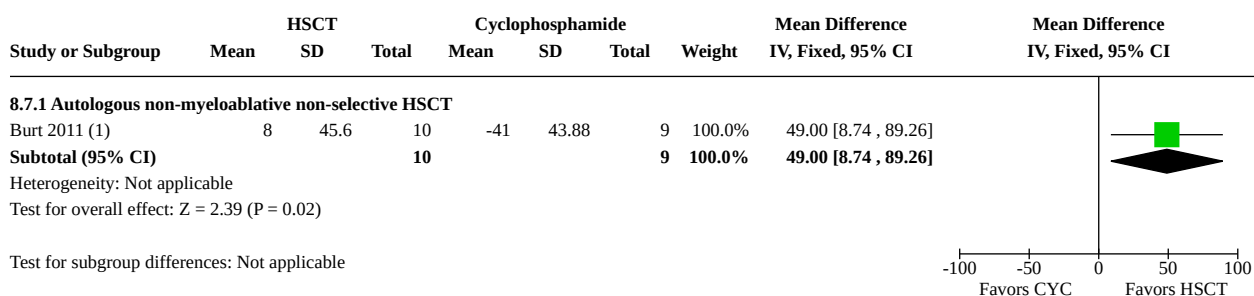 HSCT Cyclophosphamide Mean Difference Mean Difference
Study or Subgroup Mean SD Total Mean SD Total Weight IV, Fixed, 95% CI IV, Fixed, 95% CI
8.7.1 Autologous non-myeloablative non-selective HSCT
Burt 2011 (1) 8 45.6 10 -41 43.88 9 100.0% 49.00 [8.74 , 89.26]
Subtotal (95% CI) 10 9 100.0% 49.00 [8.74 , 89.26]
Heterogeneity: Not applicable
Test for overall effect: Z = 2.39 (P = 0.02)
Test for subgroup differences: Not applicable
-100 -50 0 50 100
Favors CYC Favors HSCT